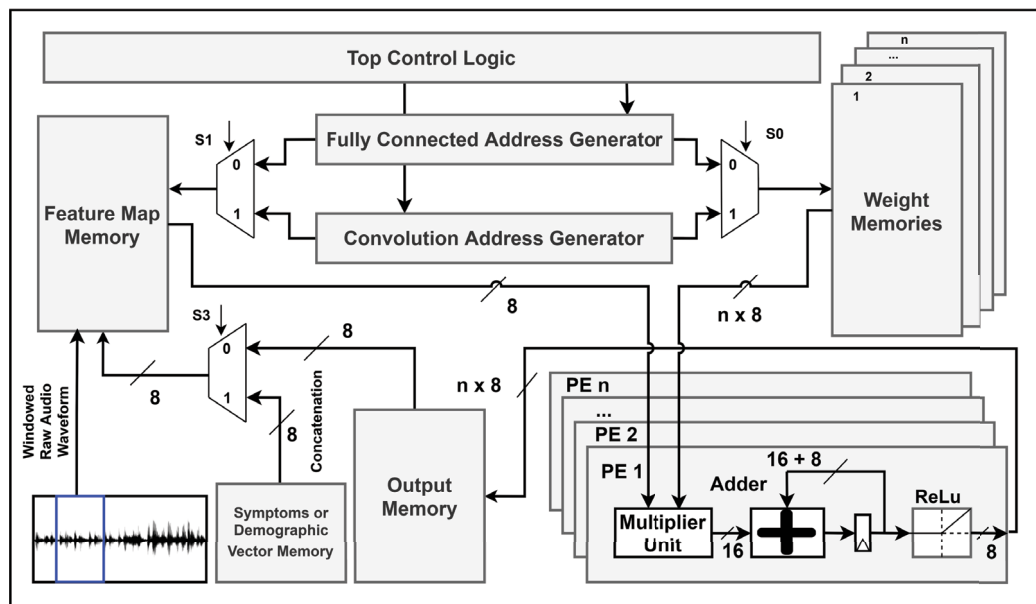 Top Control Logic
n
...
2
1
Fully Connected Address Generator
S1
0
1
S0
0
1
Feature Map
Memory
Convolution Address Generator
Weight
Memories
8
n x 8
S3
0
1
8
8
8
Concatenation
Windowed
Raw Audio
Waveform
n x 8
PE n
...
PE 2
PE 1
16 + 8
Adder
ReLu
Multiplier
Unit
16
8
Output
Memory
Symptoms or
Demographic
Vector Memory